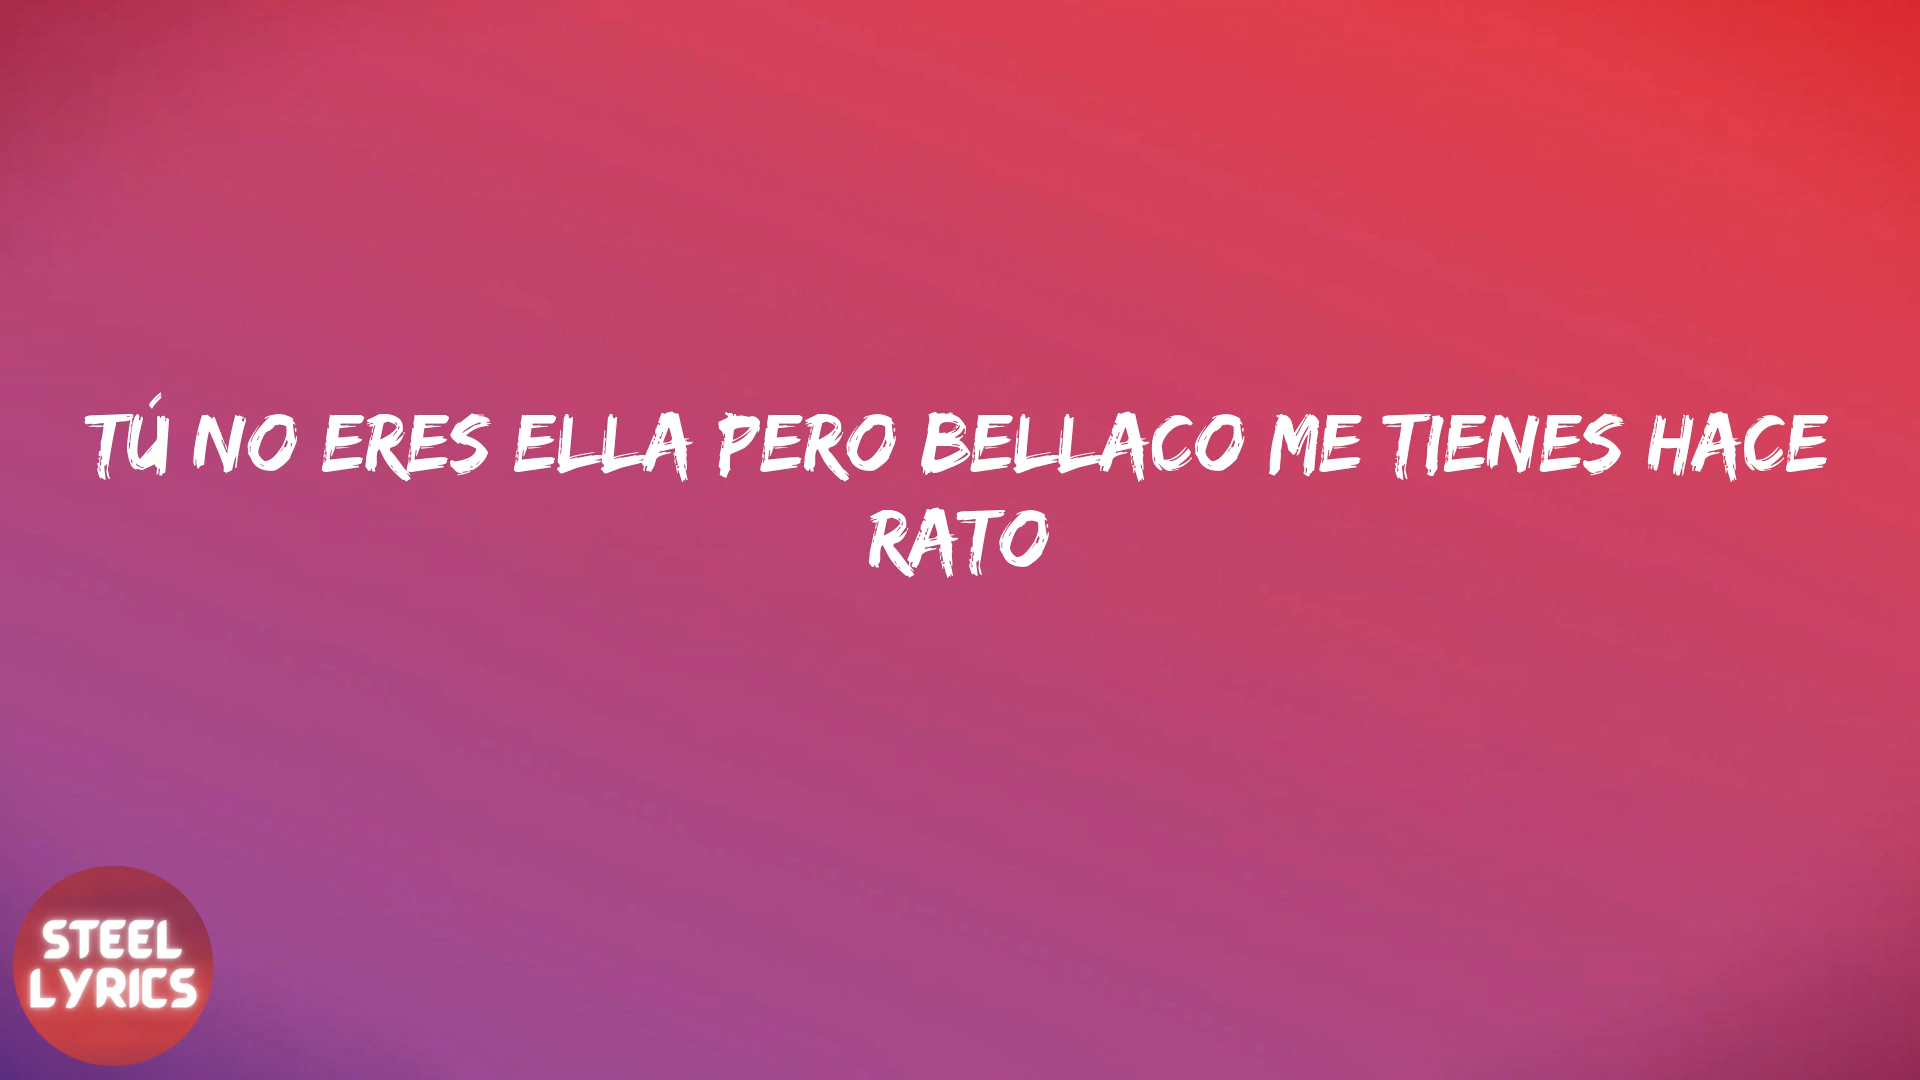 TÚ NO ERES ELLA PERO BELLACO ME TIENES HACE
RATO
STEEL
LYRICS